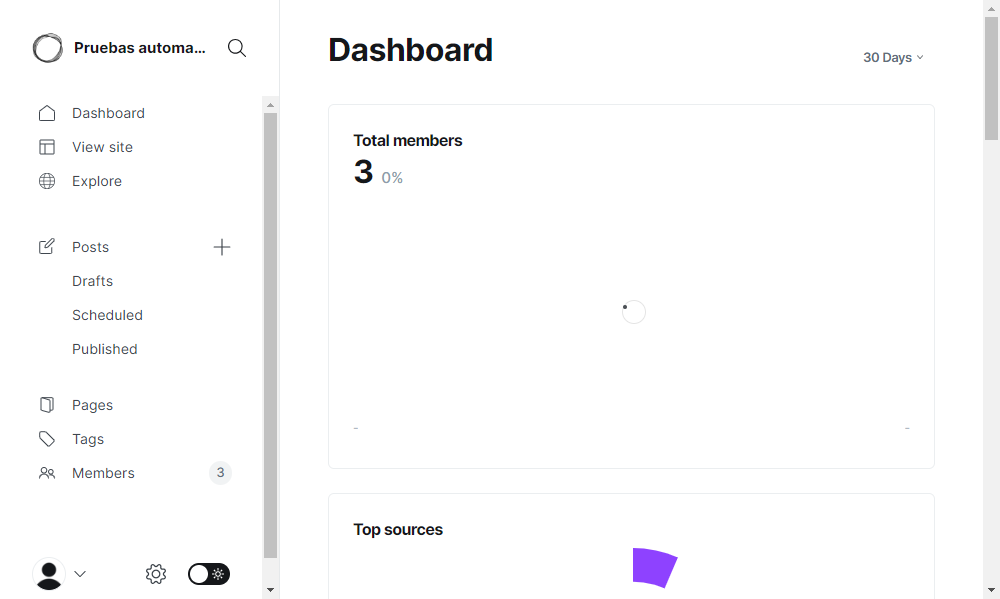 Pruebas automa...
Dashboard
View site
Explore
Posts
Drafts
Scheduled
Published
Pages
Tags
Members 3
Dashboard
30 Days
Total members
3 0%
- -
Top sources